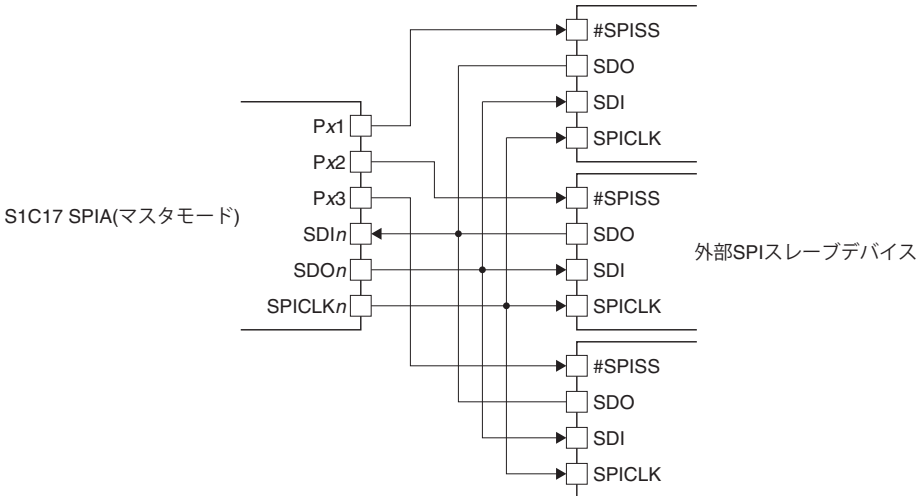 S1C17 SPIA(マスタモード)
Px1
Px2
Px3
SDIn
SDOn
SPICLKn
#SPISS
SDO
SDI
SPICLK
#SPISS
SDO
SDI
SPICLK
#SPISS
SDO
SDI
SPICLK
外部SPIスレーブデバイス